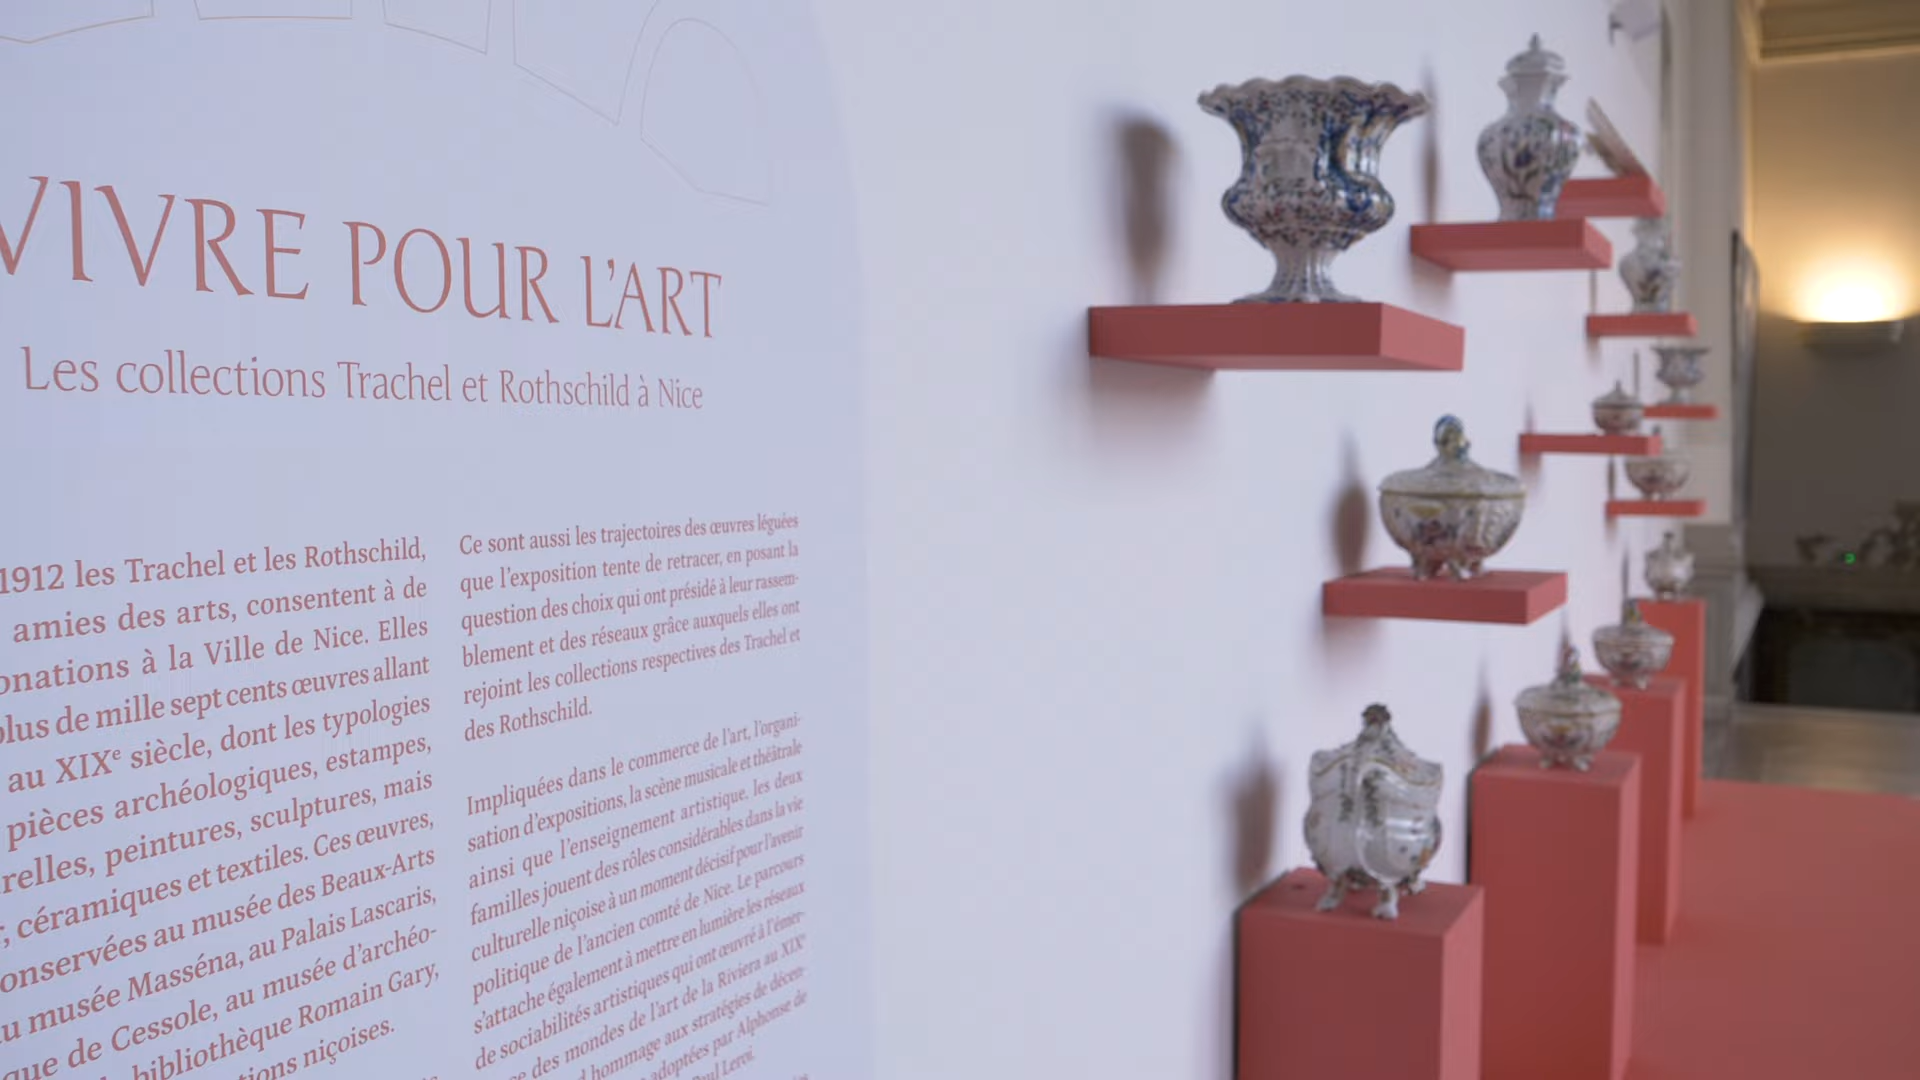 VIVRE POUR L'ART
Les collections Trachel et Rothschild à Nice
1912 les Trachel et les Rothschild,
amies des arts, consentent à de
onations à la Ville de Nice. Elles
plus de mille sept cents œuvres allant
au XIXe siècle, dont les typologies
pièces archéologiques, estampes,
relles, peintures, sculptures, mais
, céramiques et textiles. Ces œuvres,
onservées au musée des Beaux-Arts
u musée Masséna, au Palais Lascaris,
que de Cessole, au musée d'archéo-
bibliothèque Romain Gary,
tions niçoises.
Ce sont aussi les trajectoires des œuvres léguées
que l'exposition tente de retracer, en posant la
question des choix qui ont présidé à leur rassem-
blement et des réseaux grâce auxquels elles ont
rejoint les collections respectives des Trachel et
des Rothschild.
Impliquées dans le commerce de l'art, l'organi-
sation d'expositions, la scène musicale et théâtrale
ainsi que l'enseignement artistique, les deux
familles jouent des rôles considérables dans la vie
culturelle niçoise à un moment décisif pour l'avenir
politique de l'ancien comté de Nice. Le parcours
s'attache également à mettre en lumière les réseaux
de sociabilités artistiques qui ont œuvré à l'émer-
ce des mondes de l'art de la Riviera au XIXe
d hommage aux stratégies de décen-
adoptées par Alphonse de
Paul Leroi.